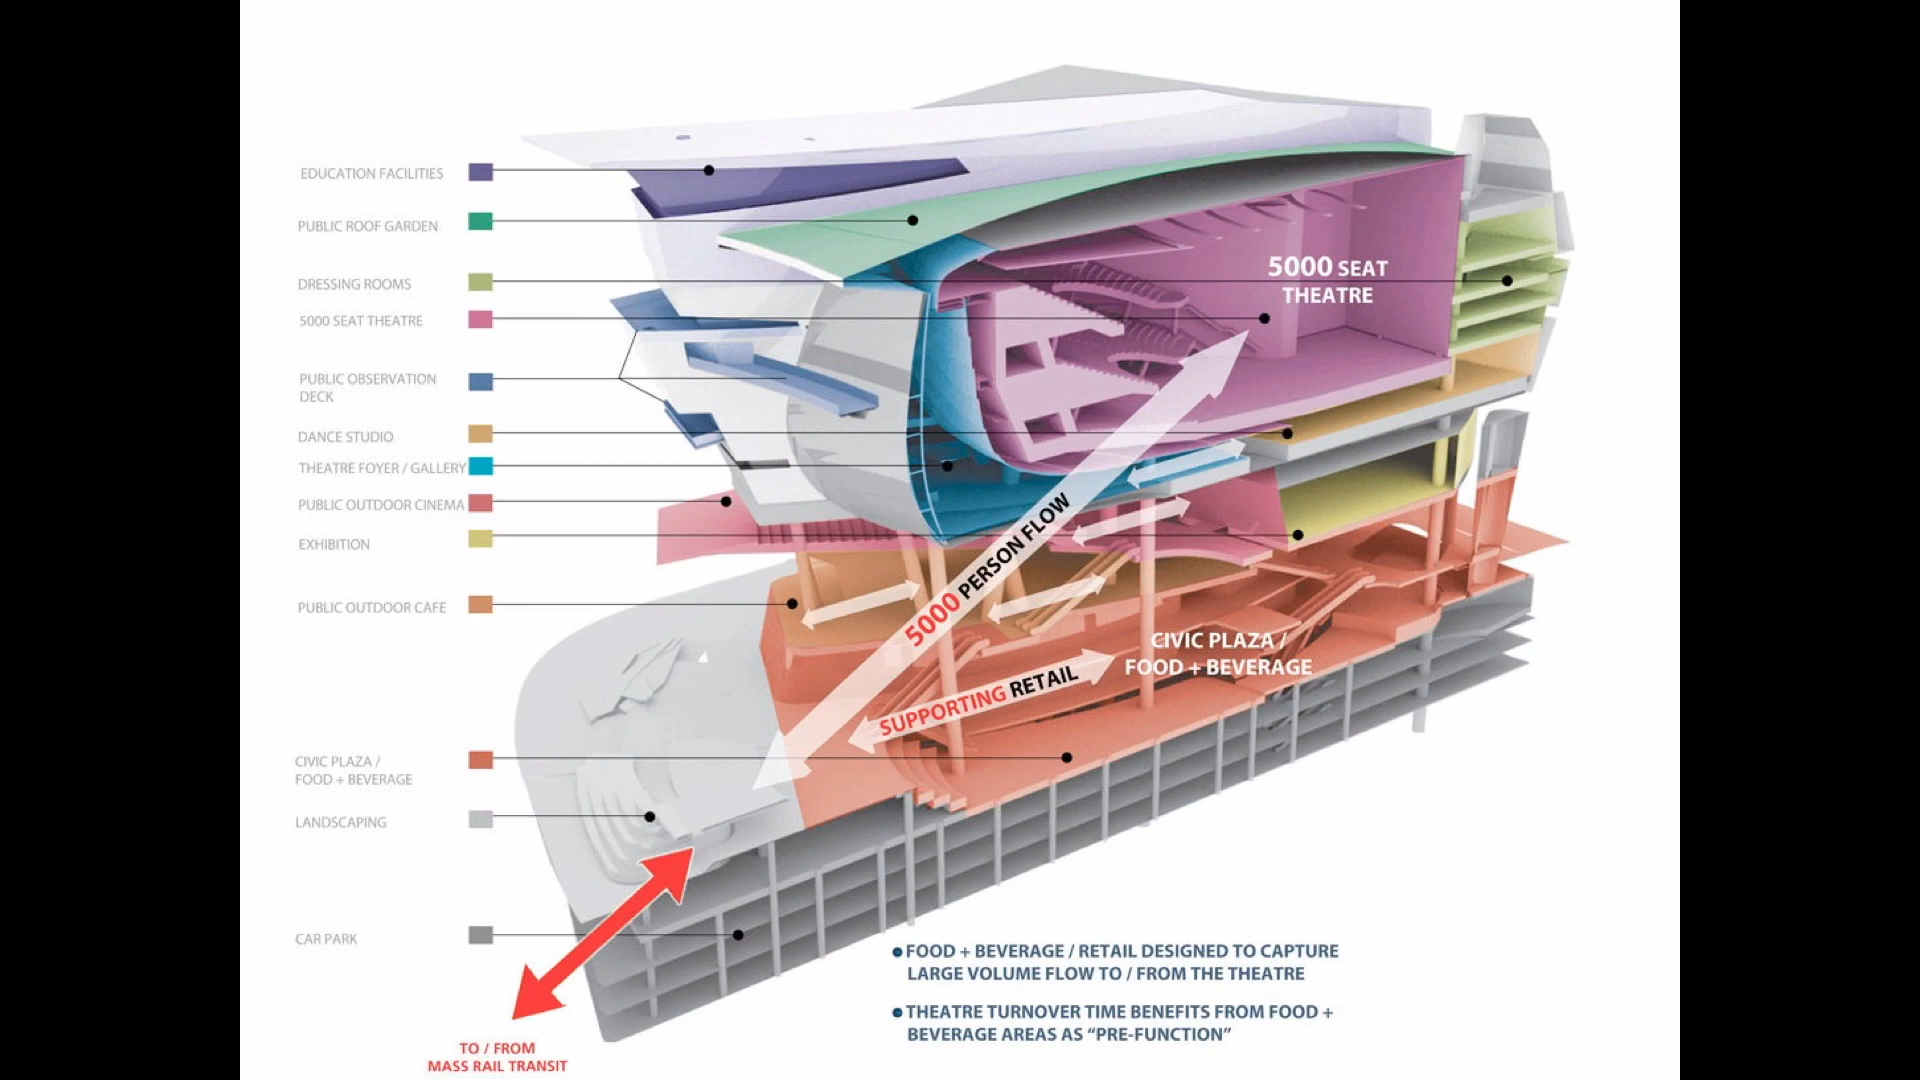 EDUCATION FACILITIES
PUBLIC ROOF GARDEN
DRESSING ROOMS
5000 SEAT THEATRE
PUBLIC OBSERVATION
DECK
DANCE STUDIO
THEATRE FOYER / GALLERY
PUBLIC OUTDOOR CINEMA
EXHIBITION
PUBLIC OUTDOOR CAFE
CIVIC PLAZA /
FOOD + BEVERAGE
LANDSCAPING
CAR PARK
5000 SEAT
THEATRE
5000 PERSON FLOW
SUPPORTING RETAIL
CIVIC PLAZA /
FOOD + BEVERAGE
TO / FROM
MASS RAIL TRANSIT
● FOOD + BEVERAGE / RETAIL DESIGNED TO CAPTURE
LARGE VOLUME FLOW TO / FROM THE THEATRE
● THEATRE TURNOVER TIME BENEFITS FROM FOOD +
BEVERAGE AREAS AS “PRE-FUNCTION”